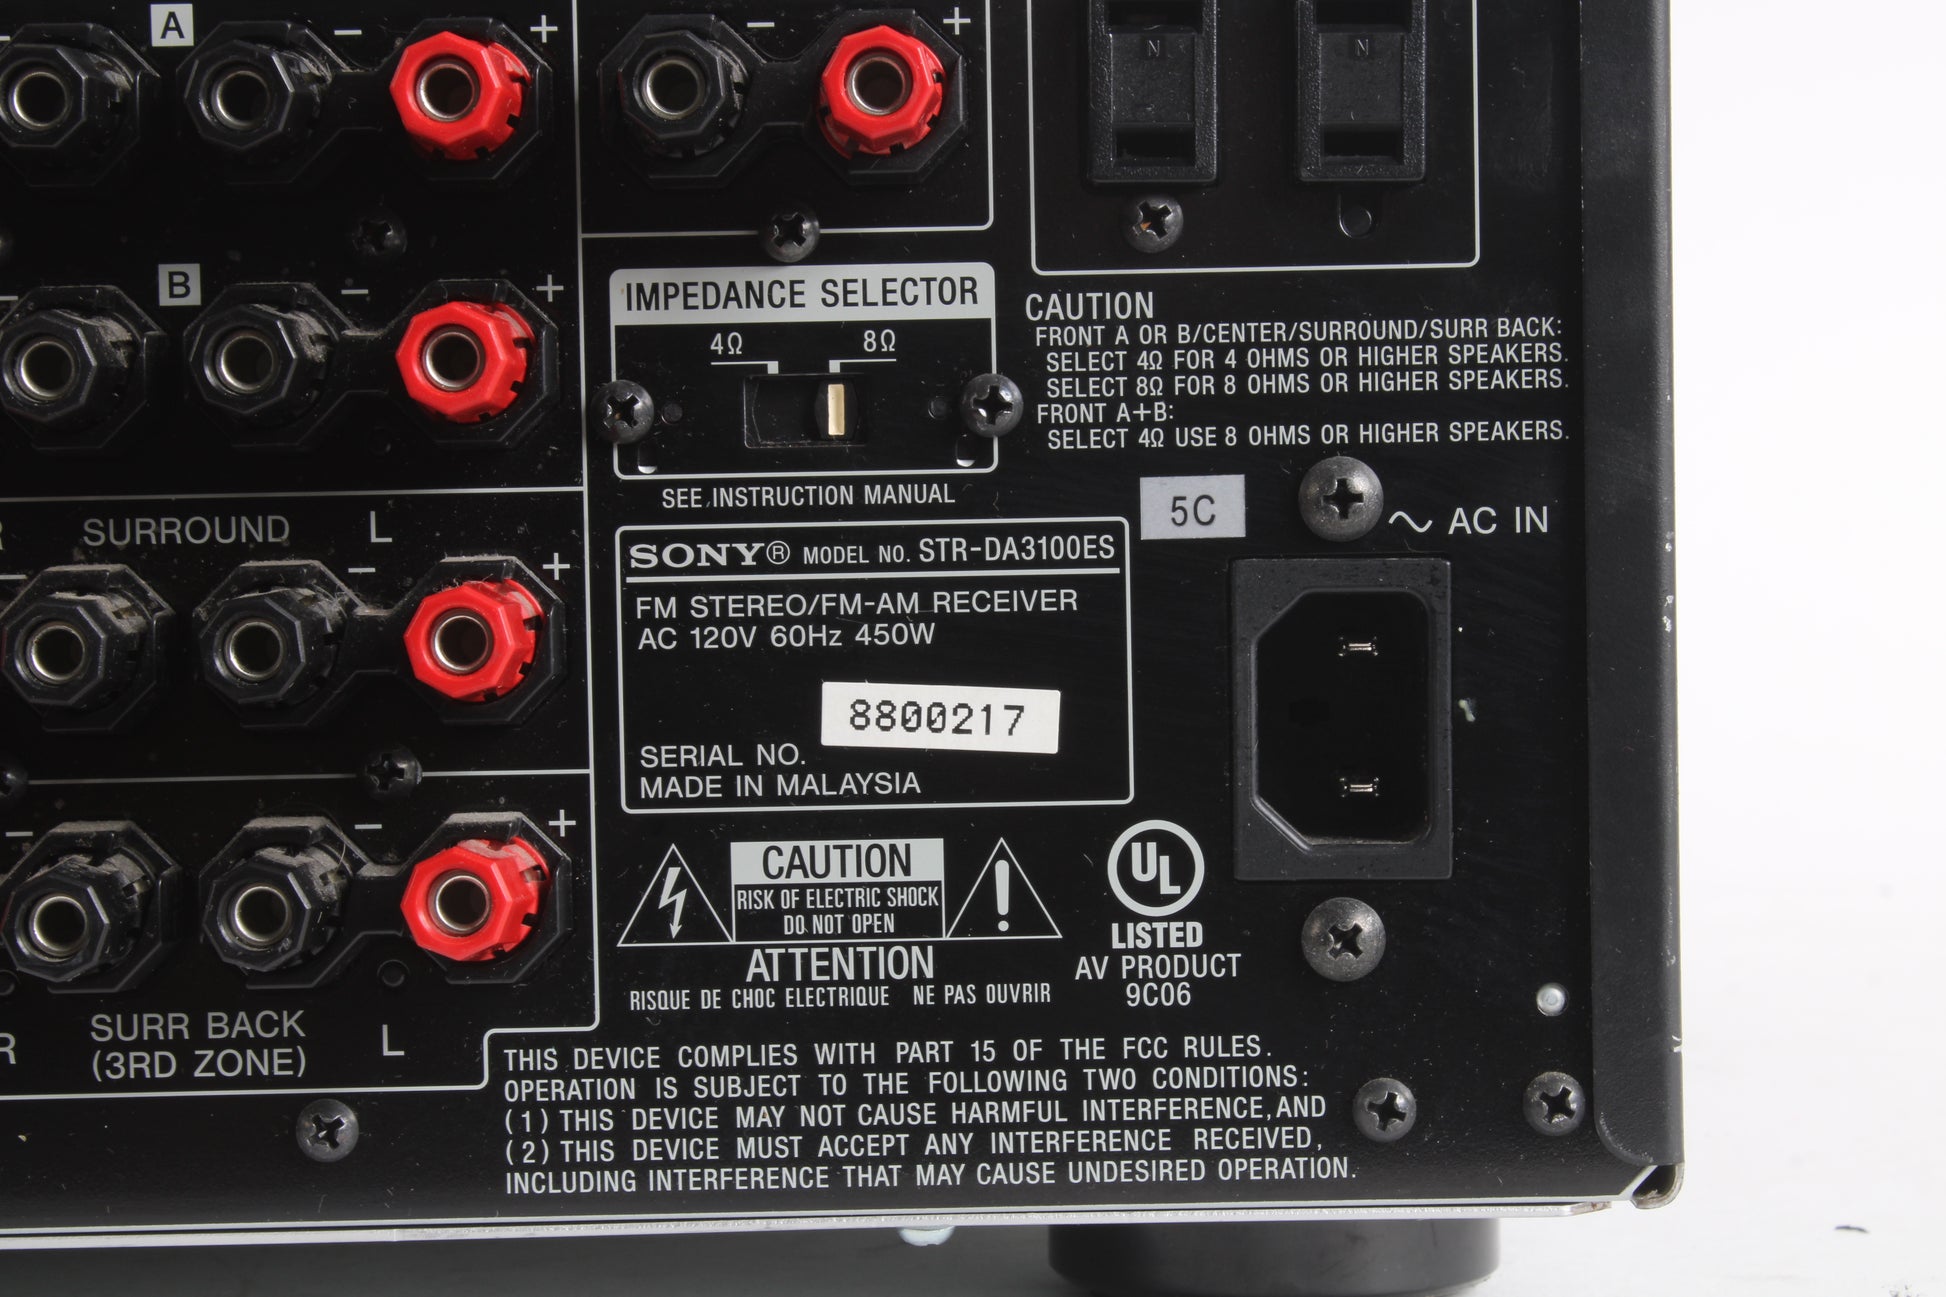 A
− − + − +
N N
B
− − +
IMPEDANCE SELECTOR
4Ω 8Ω
SEE INSTRUCTION MANUAL
CAUTION
FRONT A OR B/CENTER/SURROUND/SURR BACK:
SELECT 4Ω FOR 4 OHMS OR HIGHER SPEAKERS.
SELECT 8Ω FOR 8 OHMS OR HIGHER SPEAKERS.
FRONT A+B:
SELECT 4Ω USE 8 OHMS OR HIGHER SPEAKERS.
5C
~ AC IN
R SURROUND L
− − +
SONY® MODEL NO. STR-DA3100ES
FM STEREO/FM-AM RECEIVER
AC 120V 60Hz 450W
8800217
SERIAL NO.
MADE IN MALAYSIA
− − +
R SURR BACK L
(3RD ZONE)
CAUTION
RISK OF ELECTRIC SHOCK
DO NOT OPEN
ATTENTION
RISQUE DE CHOC ELECTRIQUE NE PAS OUVRIR
UL
LISTED
AV PRODUCT
9C06
THIS DEVICE COMPLIES WITH PART 15 OF THE FCC RULES.
OPERATION IS SUBJECT TO THE FOLLOWING TWO CONDITIONS:
(1) THIS DEVICE MAY NOT CAUSE HARMFUL INTERFERENCE, AND
(2) THIS DEVICE MUST ACCEPT ANY INTERFERENCE RECEIVED,
INCLUDING INTERFERENCE THAT MAY CAUSE UNDESIRED OPERATION.